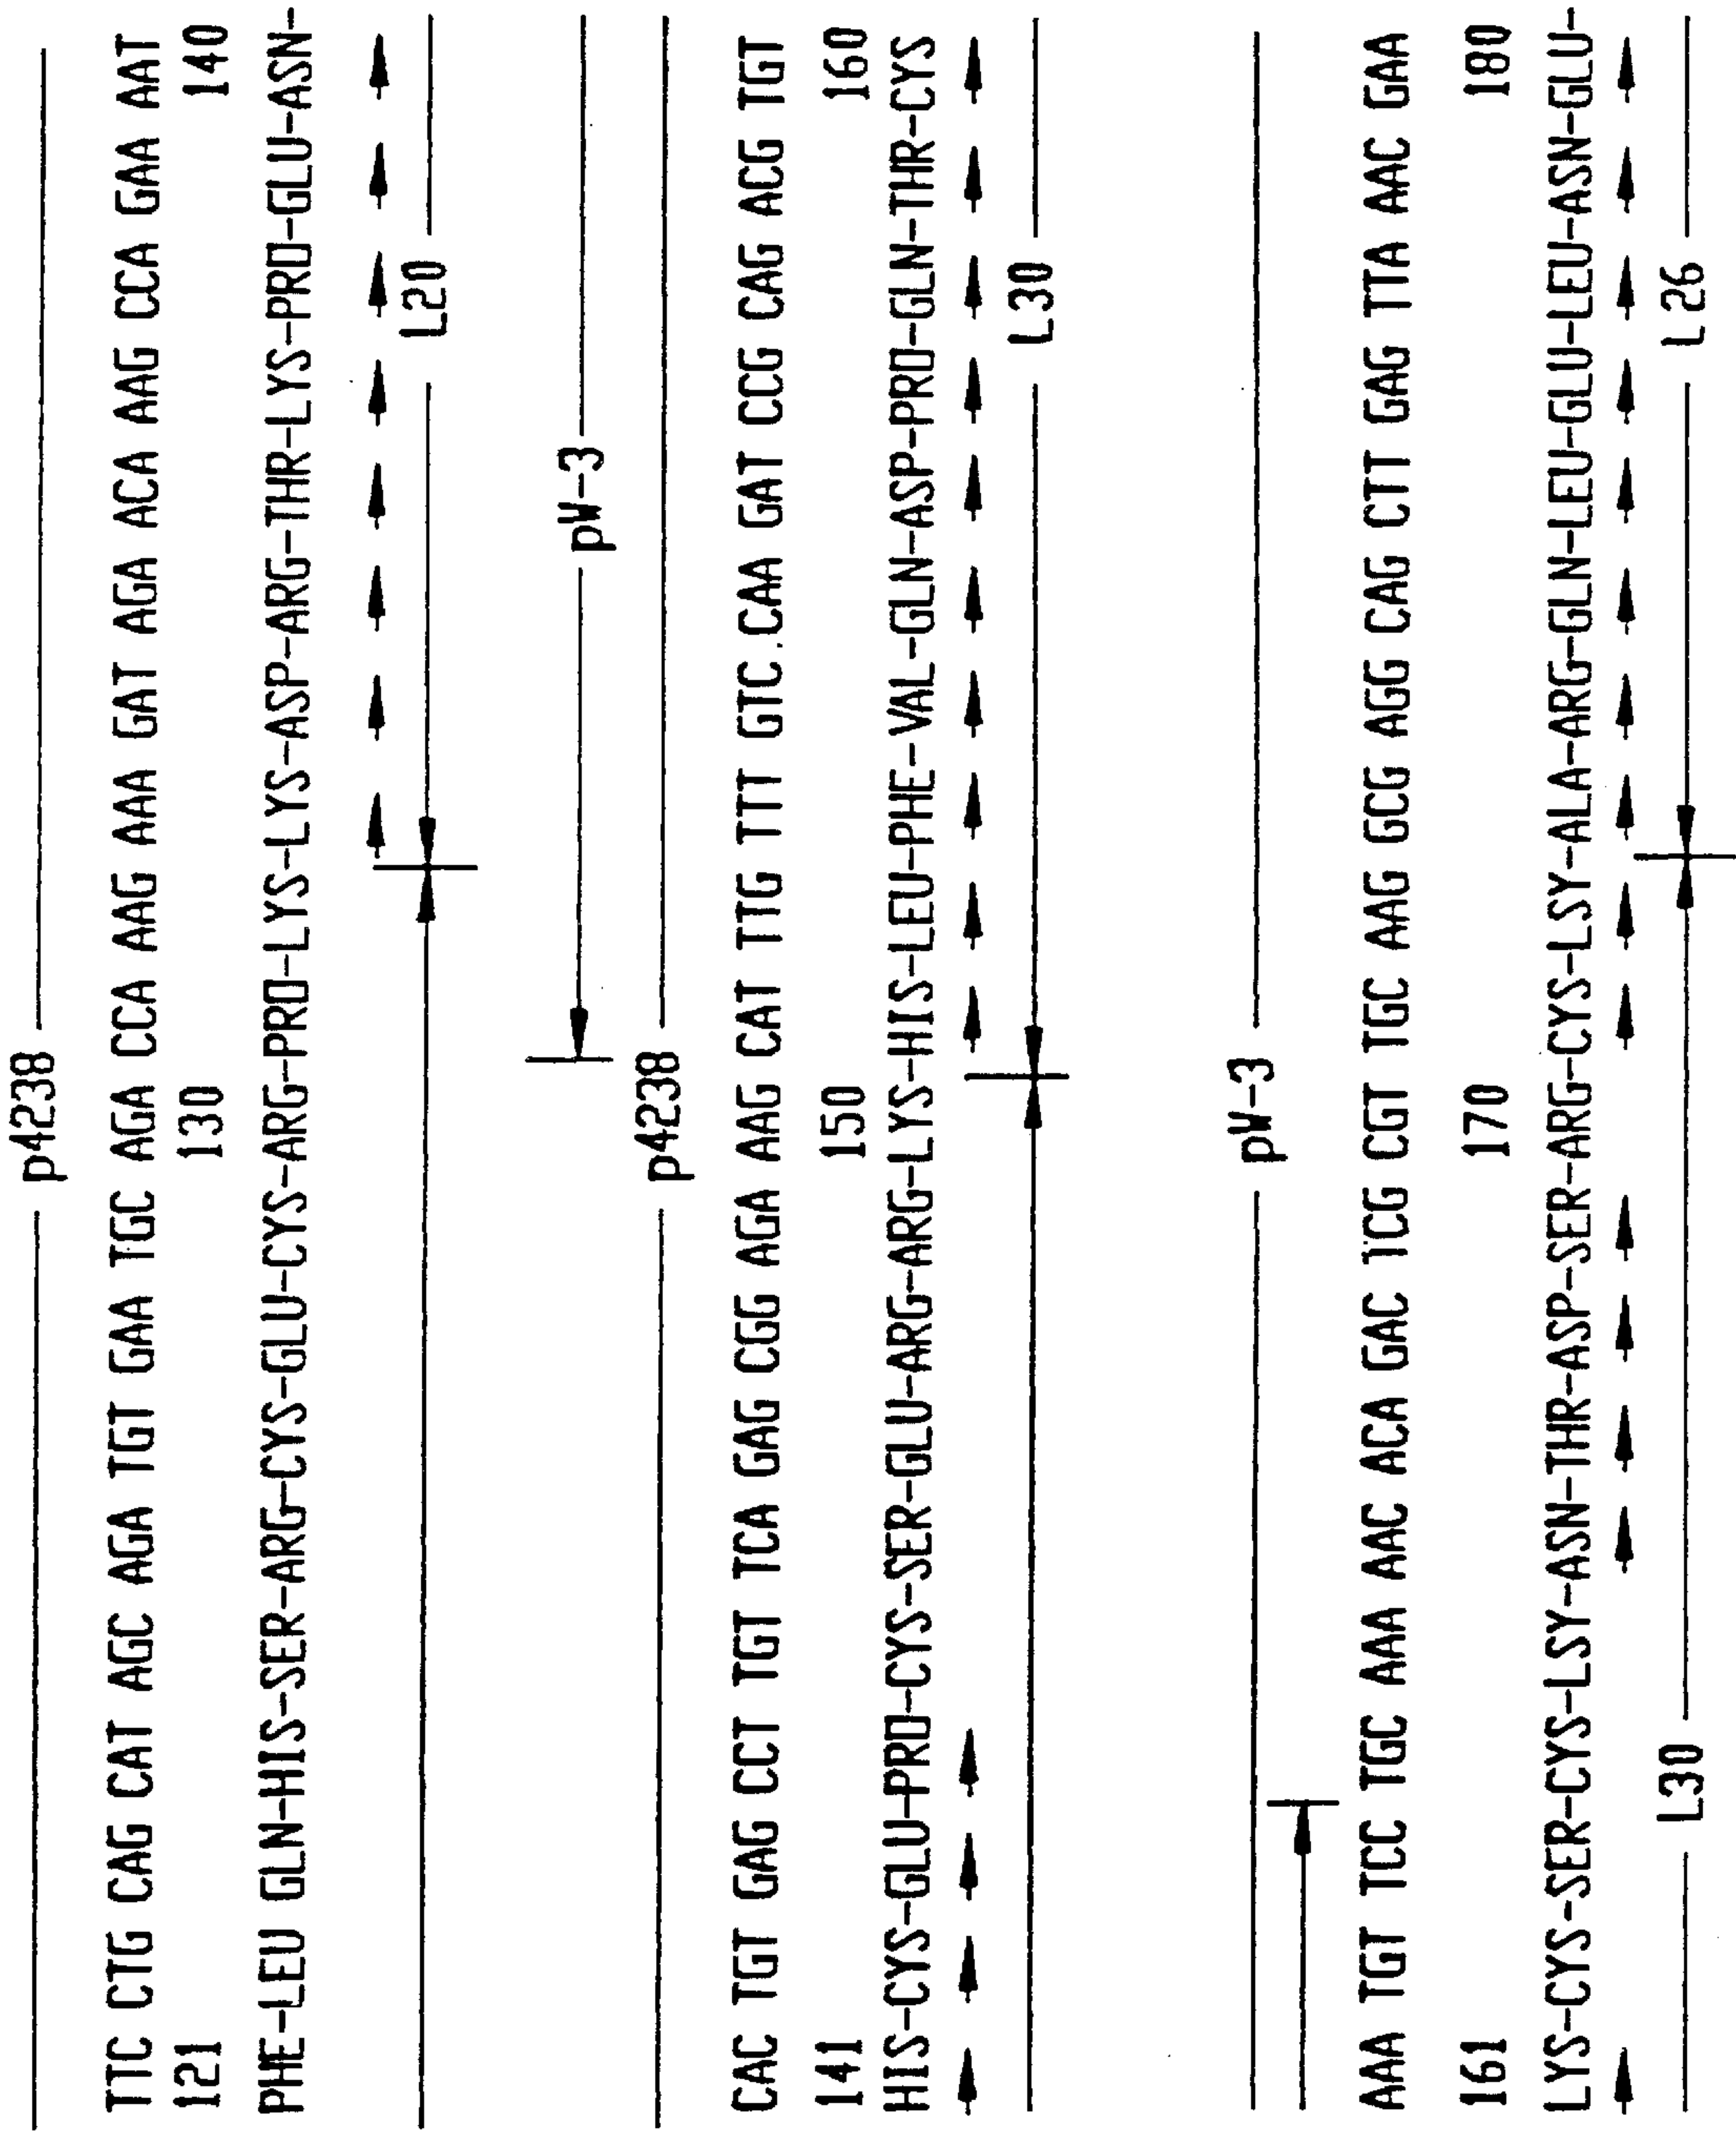 p4238
TTC CTG CAG CAT AGC AGA TGT GAA TGC AGA CCA AAG AAA GAT AGA ACA AAG CCA GAA AAT
121 130 140
PHE-LEU GLN-HIS-SER-ARG-CYS-GLU-CYS-ARG-PRO-LYS-LYS-ASP-ARG-THR-LYS-PRO-GLU-ASN-
L20
pW-3
p4238
CAC TGT GAG CCT TGT TCA GAG CGG AGA AAG CAT TTG TTT GTC CAA GAT CCG CAG ACG TGT
141 150 160
HIS-CYS-GLU-PRO-CYS-SER-GLU-ARG-ARG-LYS-HIS-LEU-PHE-VAL-GLN-ASP-PRO-GLN-THR-CYS
L30
pW-3
AAA TGT TCC TGC AAA AAC ACA GAC TCG CGT TGC AAG GCG AGG CAG CTT GAG TTA AAC GAA
161 170 180
LYS-CYS-SER-CYS-LSY-ASN-THR-ASP-SER-ARG-CYS-LSY-ALA-ARG-GLN-LEU-GLU-LEU-ASN-GLU-
L30 L26